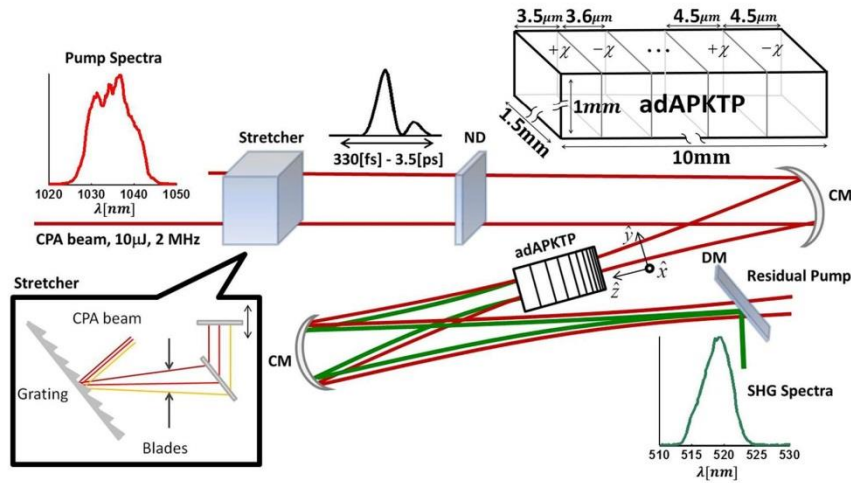 3.5μm 3.6μm 4.5μm 4.5μm
+χ −χ ⋯ +χ −χ
1mm
adAPKTP
1.5mm
10mm
Pump Spectra
1020 1030 1040 1050
λ[nm]
Stretcher
330[fs] - 3.5[ps]
ND
CM
CPA beam, 10μJ, 2 MHz
adAPKTP
ŷ
x̂
ẑ
DM
Residual Pump
Stretcher
CPA beam
Grating
Blades
CM
SHG Spectra
510 515 520 525 530
λ[nm]